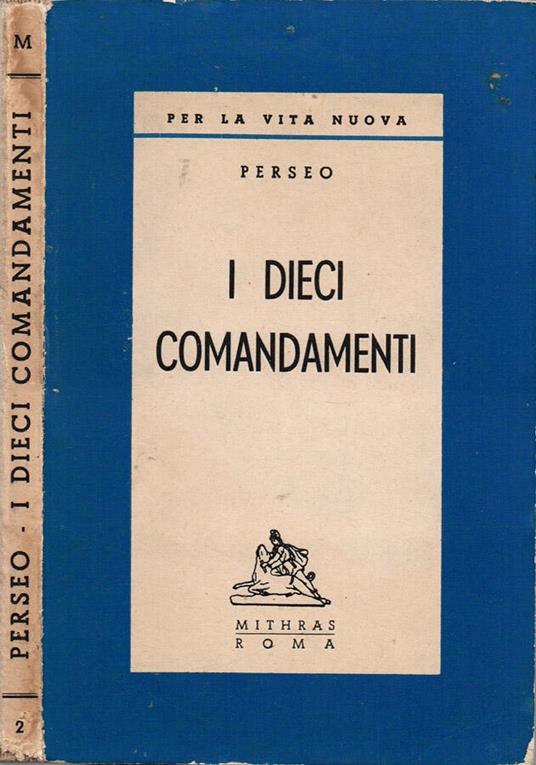 M
PERSEO - I DIECI COMANDAMENTI
2
PER LA VITA NUOVA
PERSEO
I DIECI
COMANDAMENTI
MITHRAS
ROMA